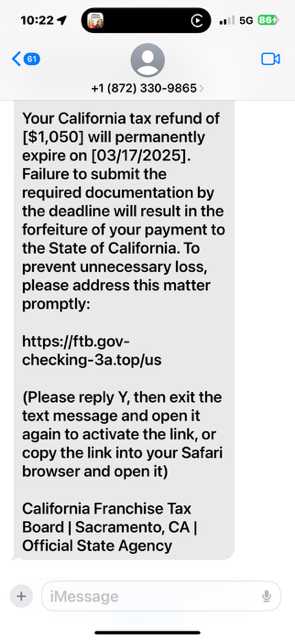 10:22
5G
86
61
+1 (872) 330-9865
Your California tax refund of
[$1,050] will permanently
expire on [03/17/2025].
Failure to submit the
required documentation by
the deadline will result in the
forfeiture of your payment to
the State of California. To
prevent unnecessary loss,
please address this matter
promptly:
https://ftb.gov-
checking-3a.top/us
(Please reply Y, then exit the
text message and open it
again to activate the link, or
copy the link into your Safari
browser and open it)
California Franchise Tax
Board | Sacramento, CA |
Official State Agency
iMessage